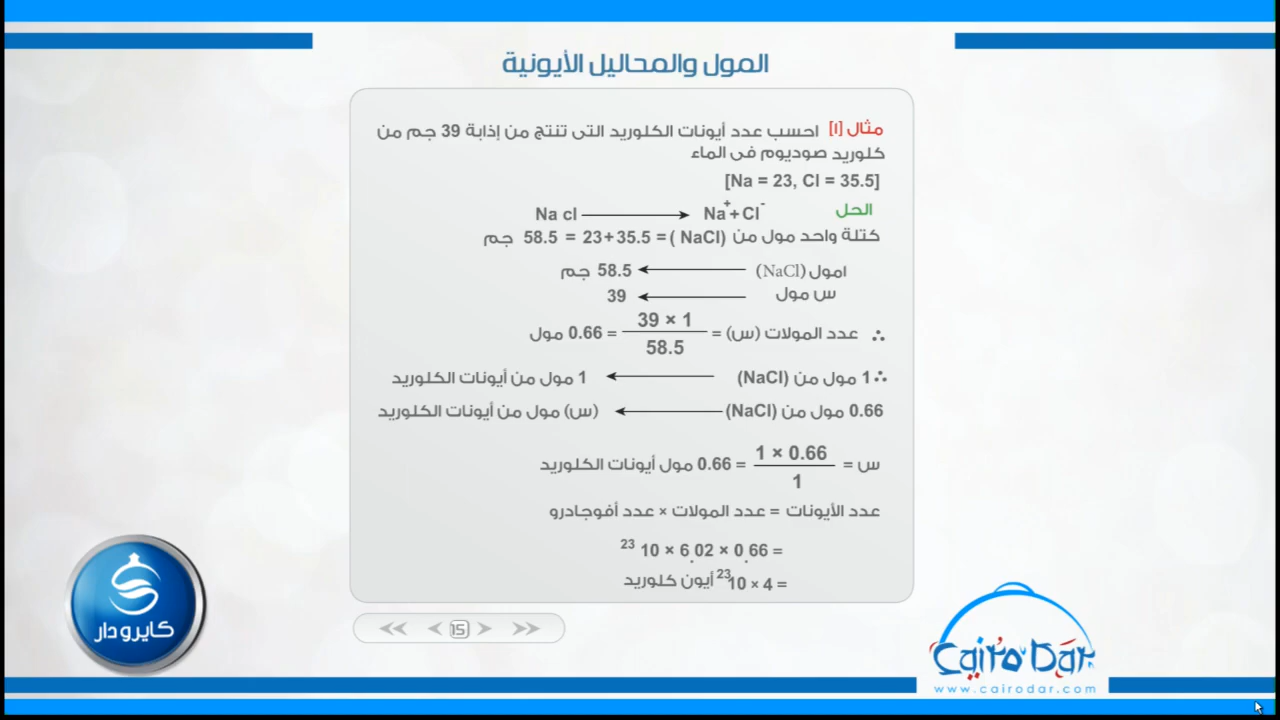 المول والمحاليل الأيونية
مثال [١] احسب عدد أيونات الكلوريد التى تنتج من إذابة 39 جم من
كلوريد صوديوم فى الماء
[Na = 23, Cl = 35.5]
الحل
Na cl ⟶ Na⁺ + Cl⁻
كتلة واحد مول من (NaCl) = 35.5+23 = 58.5 جم
امول (NaCl) ⟵ 58.5 جم
س مول ⟵ 39
∴ عدد المولات (س) = 39 × 1 / 58.5 = 0.66 مول
∴ 1 مول من (NaCl) ⟵ 1 مول من أيونات الكلوريد
0.66 مول من (NaCl) ⟵ (س) مول من أيونات الكلوريد
س = 1 × 0.66 / 1 = 0.66 مول أيونات الكلوريد
عدد الأيونات = عدد المولات × عدد أفوجادرو
= 0,66 × 6,02 × 10 ²³
= 4 × 10²³ أيون كلوريد
15
كايرو دار
Cairo Dar
www.cairodar.com